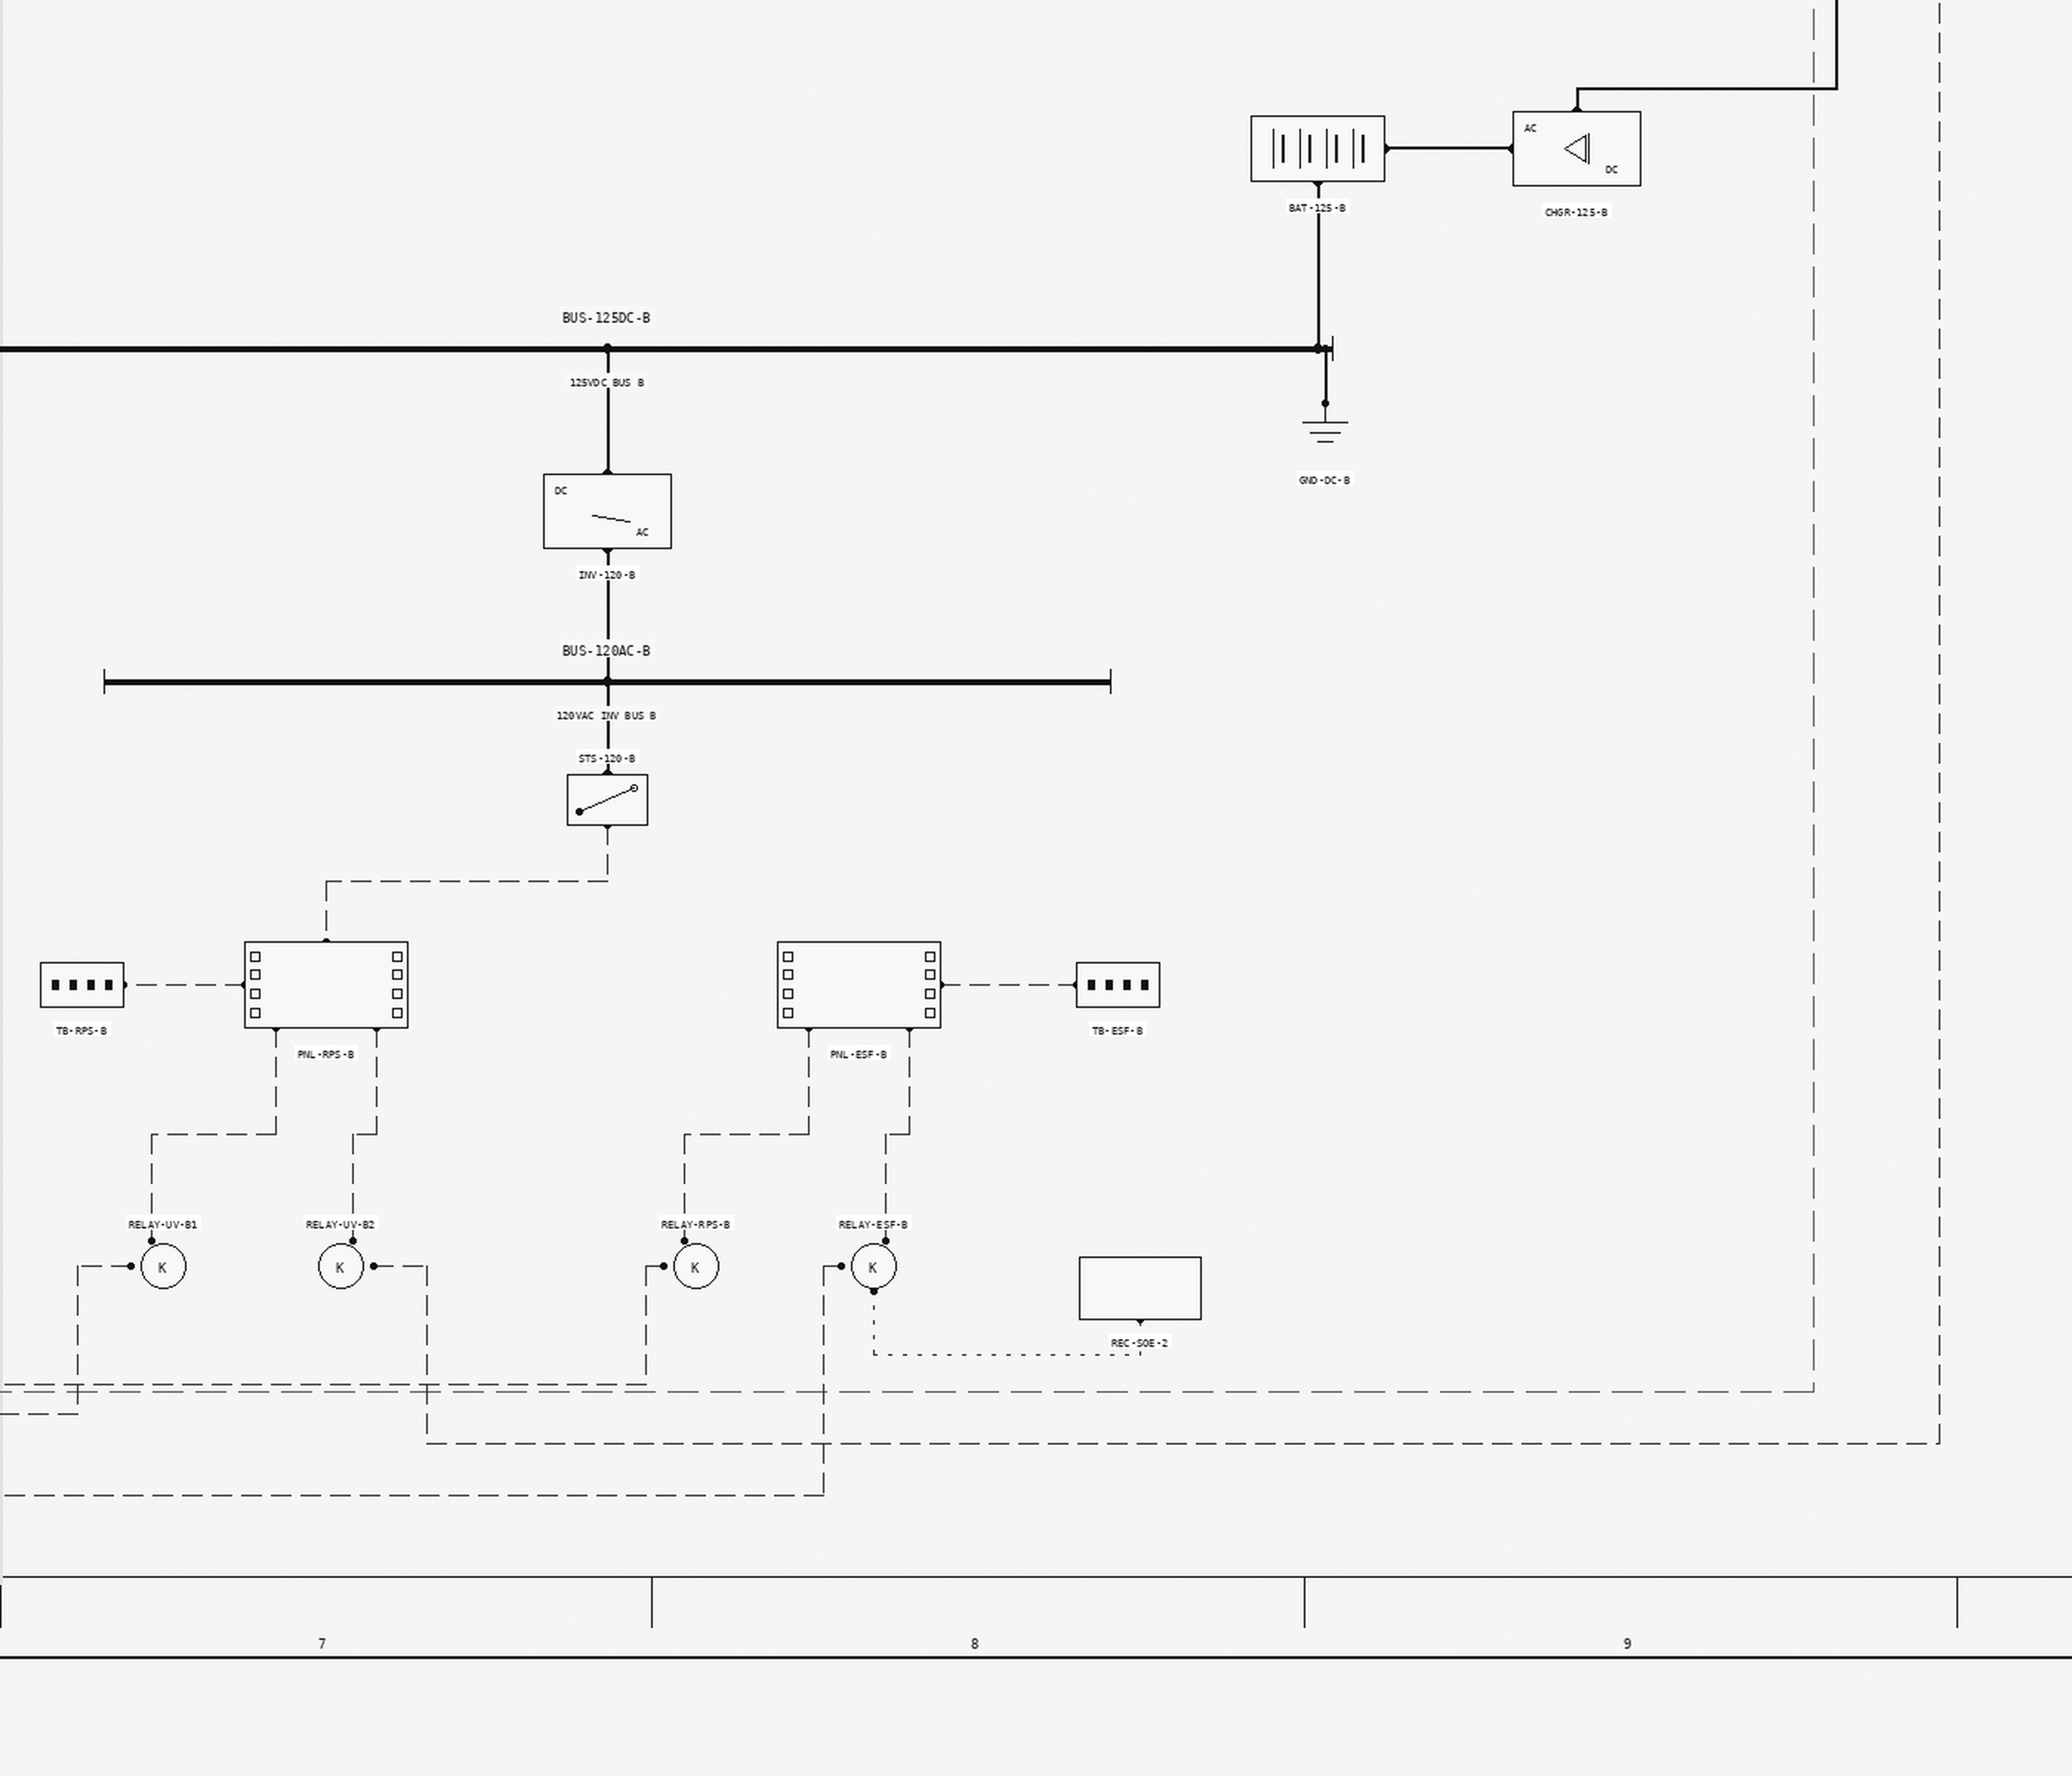 AC
DC
BAT-125-B
CHGR-125-B
BUS-125DC-B
125VDC BUS B
GND-DC-B
DC
AC
INV-120-B
BUS-120AC-B
120VAC INV BUS B
STS-120-B
TB-RPS-B
TB-ESF-B
PNL-RPS-B
PNL-ESF-B
RELAY-UV-B1
RELAY-UV-B2
RELAY-RPS-B
RELAY-ESF-B
K
K
K
K
REC-SOE-2
7
8
9